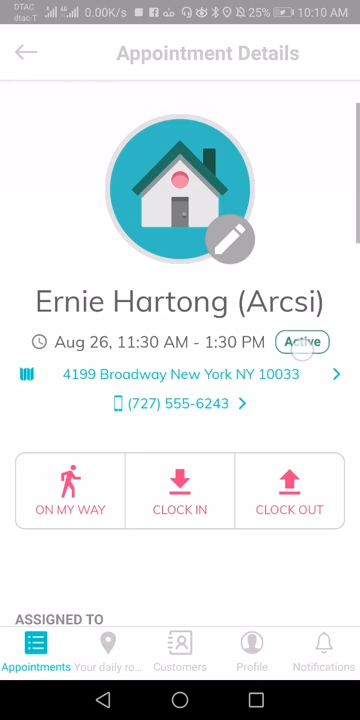 DTAC
dtac-T
0.00K/s
25%
10:10 AM
Appointment Details
Ernie Hartong (Arcsi)
Aug 26, 11:30 AM - 1:30 PM
Active
4199 Broadway New York NY 10033
(727) 555-6243
ON MY WAY
CLOCK IN
CLOCK OUT
ASSIGNED TO
Appointments
Your daily ro...
Customers
Profile
Notifications